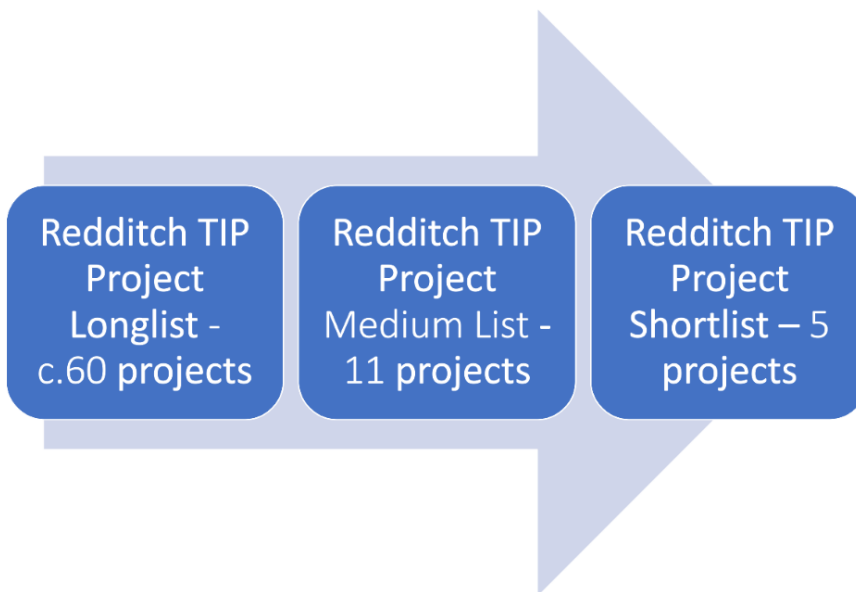 Redditch TIP
Project
Longlist -
c.60 projects
Redditch TIP
Project
Medium List -
11 projects
Redditch TIP
Project
Shortlist – 5
projects